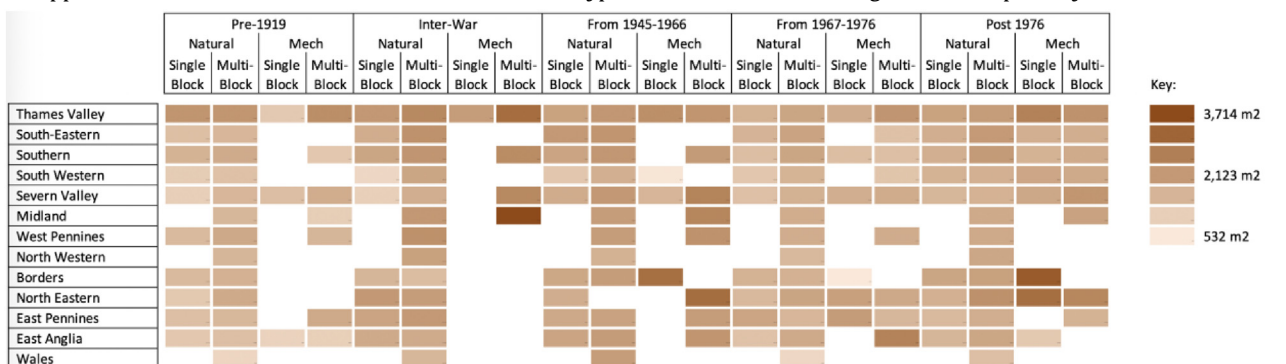 Pre-1919 Inter-War From 1945-1966 From 1967-1976 Post 1976
Natural Mech Natural Mech Natural Mech Natural Mech Natural Mech
Single Multi- Single Multi- Single Multi- Single Multi- Single Multi- Single Multi- Single Multi- Single Multi- Single Multi- Single Multi-
Block Block Block Block Block Block Block Block Block Block Block Block Block Block Block Block Block Block Block Block
Key:
Thames Valley
3,714 m2
South-Eastern
Southern
South Western
2,123 m2
Severn Valley
Midland
West Pennines
532 m2
North Western
Borders
North Eastern
East Pennines
East Anglia
Wales